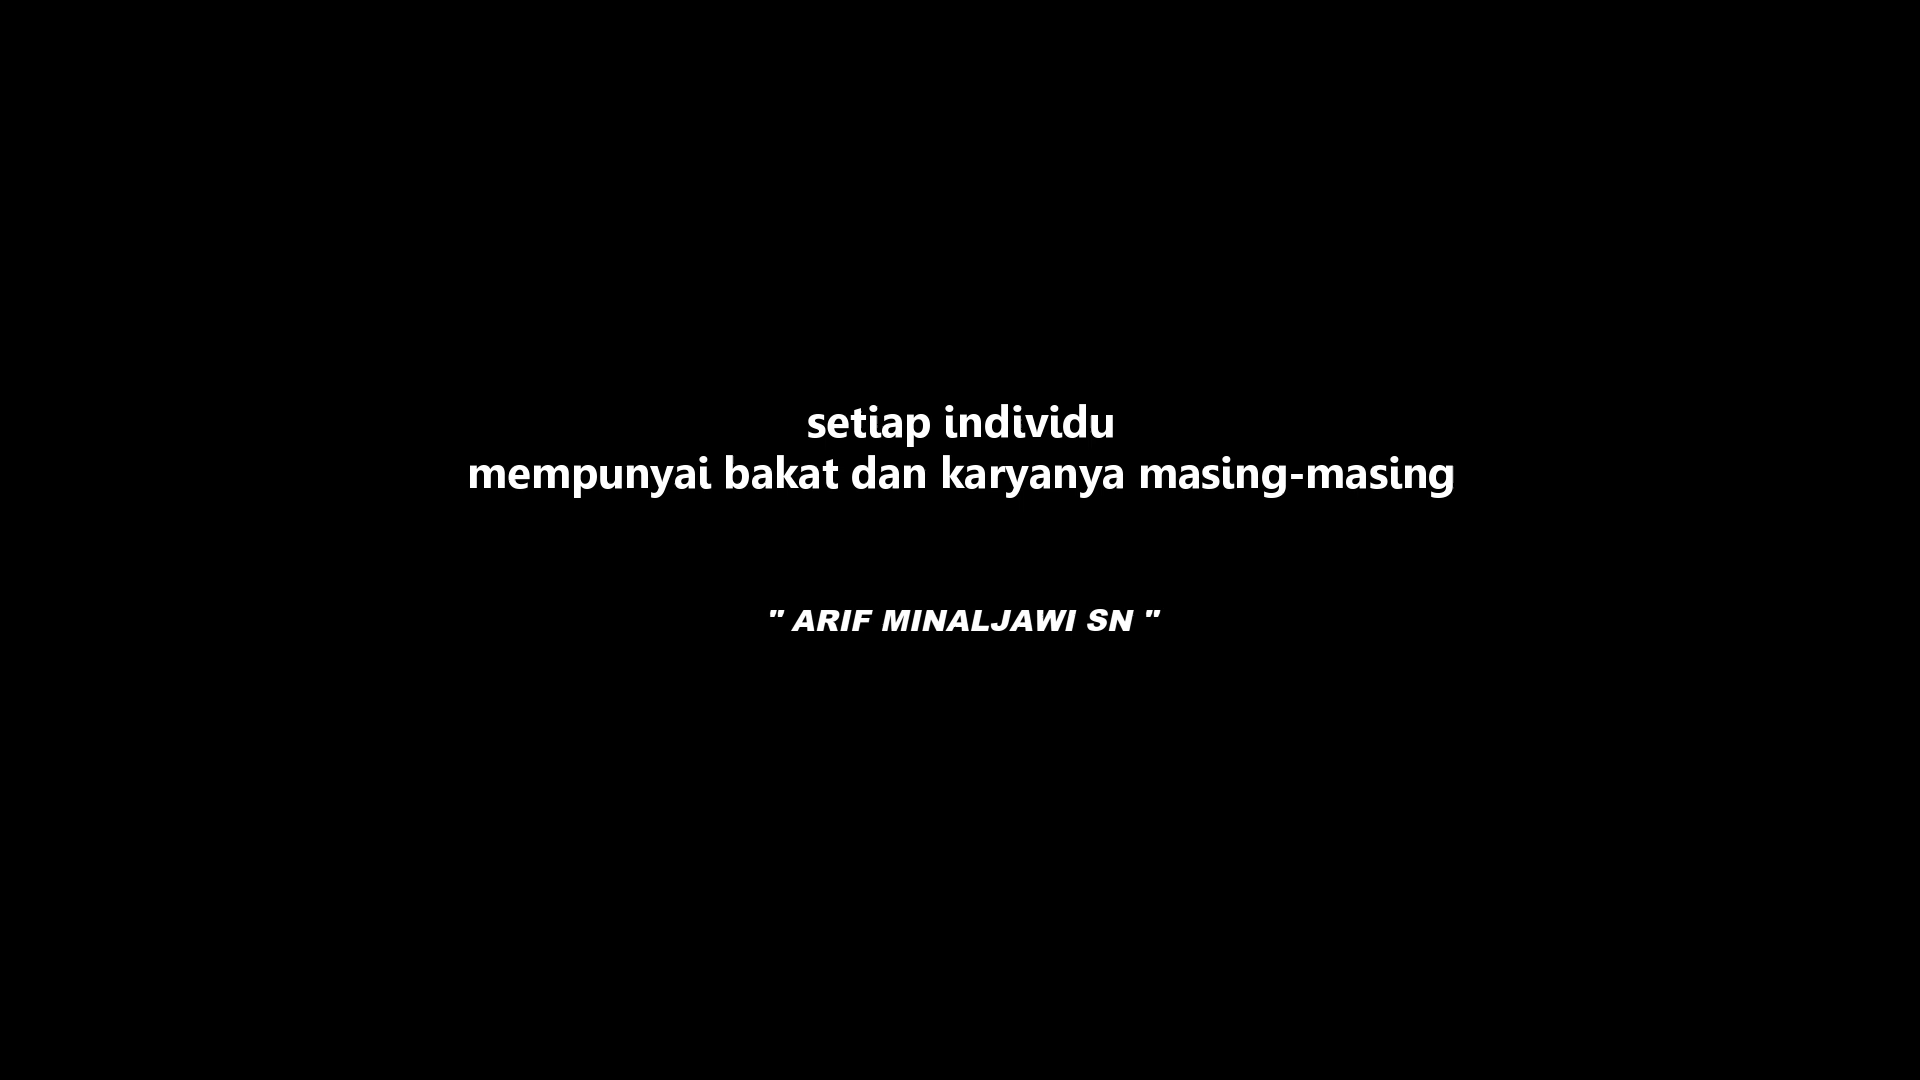 setiap individu
mempunyai bakat dan karyanya masing-masing
" ARIF MINALJAWI SN "